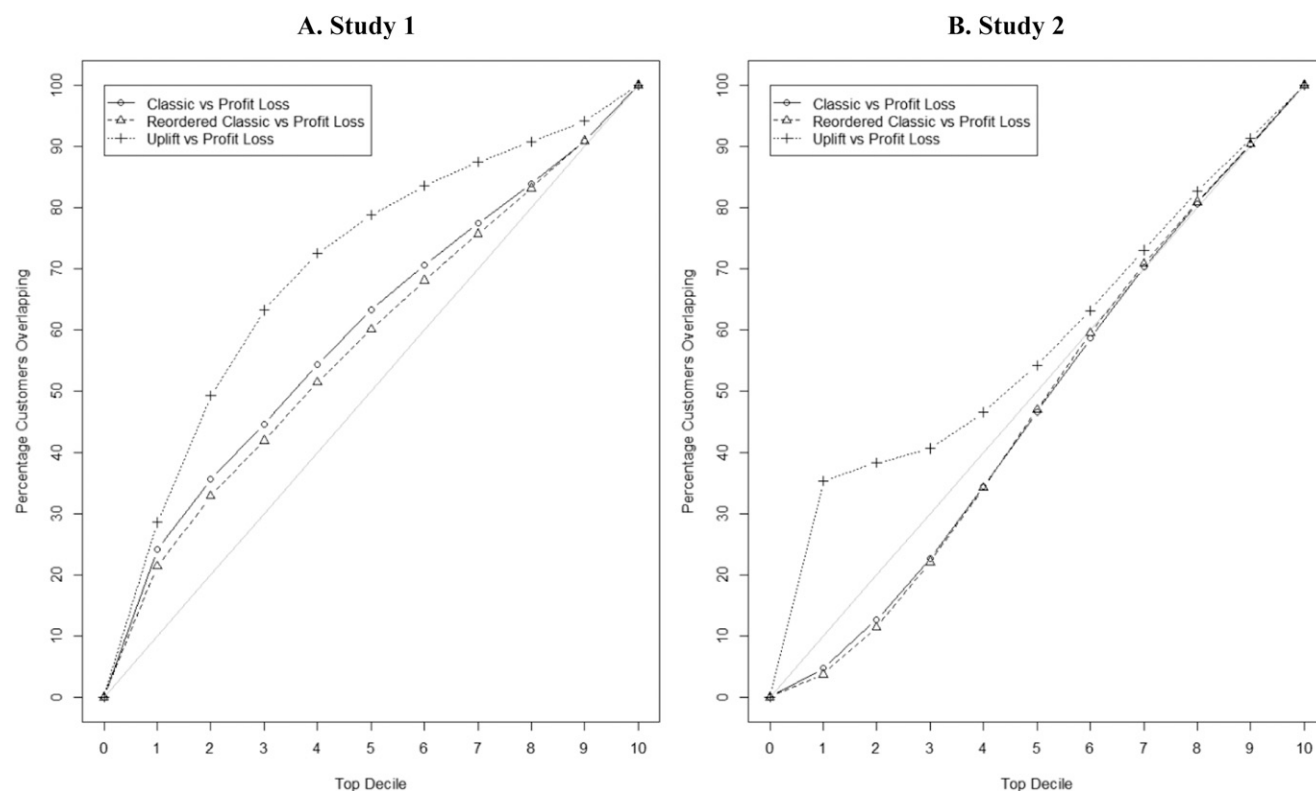 A. Study 1
Classic vs Profit Loss
Reordered Classic vs Profit Loss
Uplift vs Profit Loss
Percentage Customers Overlapping
100
90
80
70
60
50
40
30
20
10
0
0 1 2 3 4 5 6 7 8 9 10
Top Decile
B. Study 2
Classic vs Profit Loss
Reordered Classic vs Profit Loss
Uplift vs Profit Loss
Percentage Customers Overlapping
100
90
80
70
60
50
40
30
20
10
0
0 1 2 3 4 5 6 7 8 9 10
Top Decile